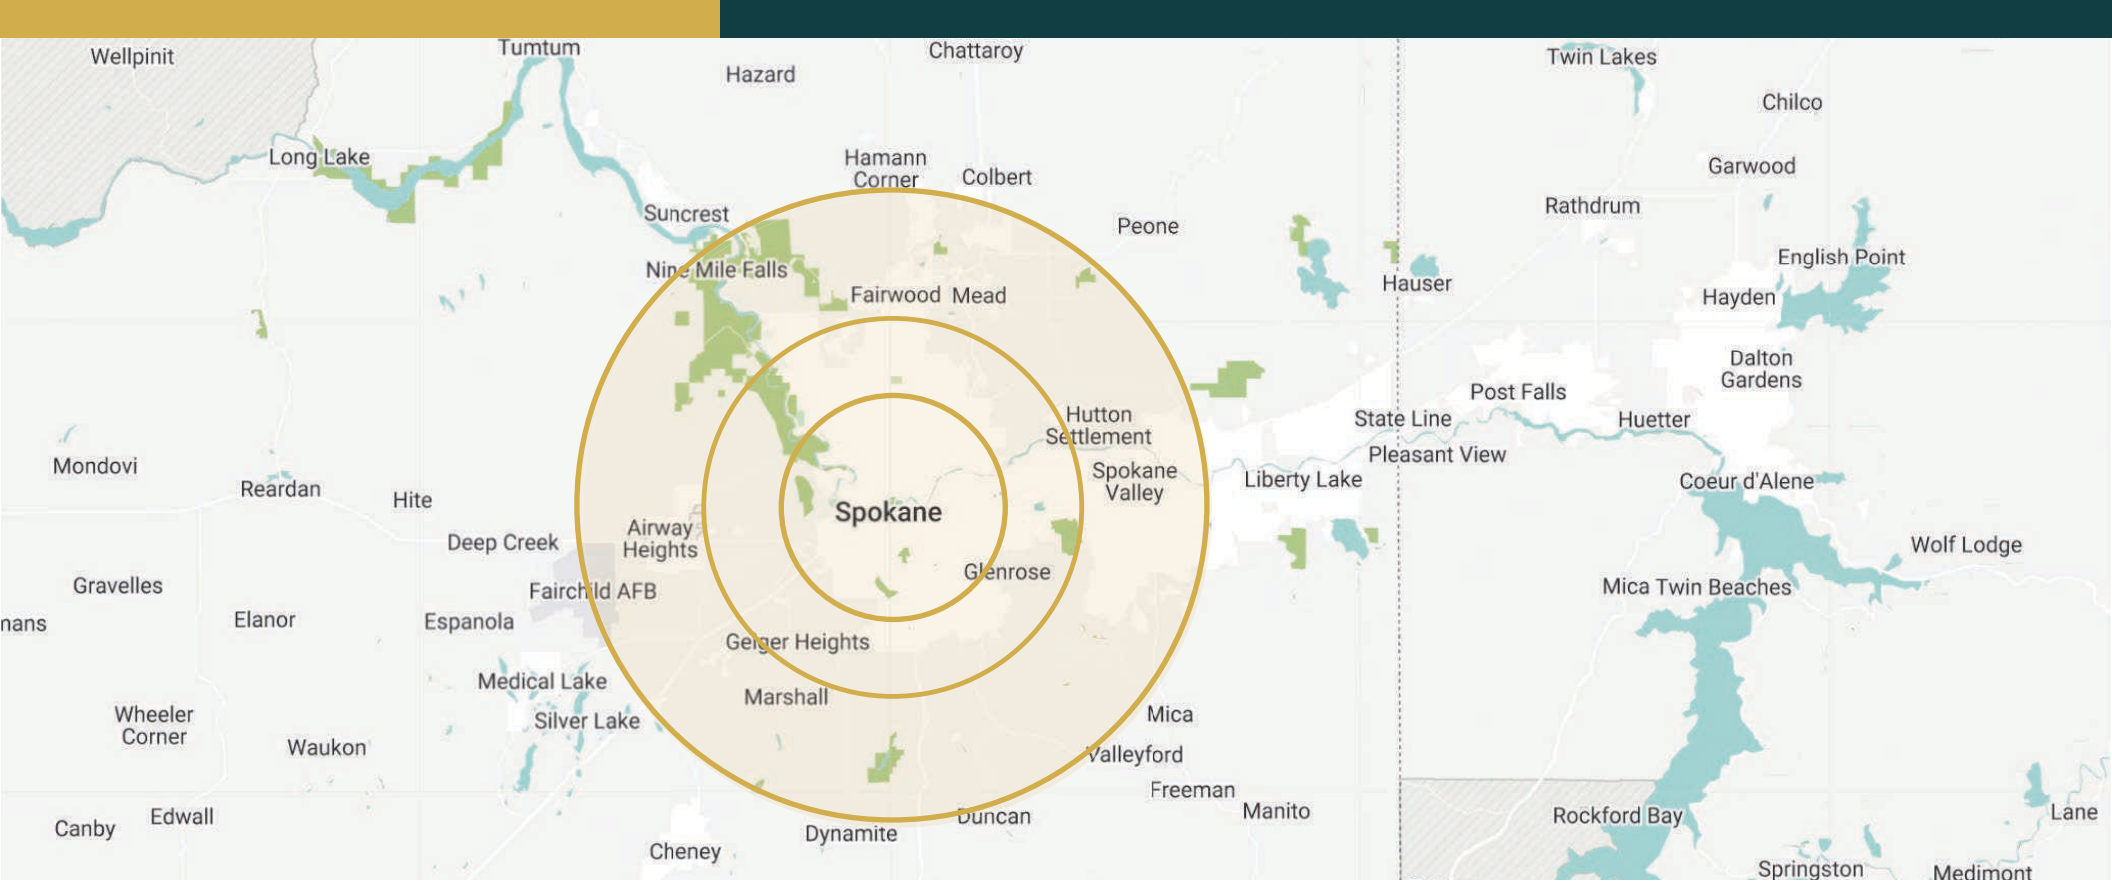 Wellpinit
Tumtum
Hazard
Chattaroy
Twin Lakes
Chilco
Long Lake
Hamann
Corner
Colbert
Garwood
Suncrest
Peone
Rathdrum
Nine Mile Falls
English Point
Hauser
Fairwood
Mead
Hayden
Dalton
Gardens
Post Falls
Hutton
Settlement
State Line
Huetter
Pleasant View
Mondovi
Reardan
Hite
Spokane
Valley
Liberty Lake
Coeur d'Alene
Spokane
Airway
Heights
Deep Creek
Wolf Lodge
Glenrose
Gravelles
Fairchild AFB
Mica
Twin Beaches
nans
Elanor
Espanola
Geiger Heights
Medical Lake
Marshall
Silver Lake
Mica
Wheeler
Corner
Waukon
Valleyford
Freeman
Manito
Canby
Edwall
Duncan
Dynamite
Rockford Bay
Lane
Cheney
Springston
Medimont